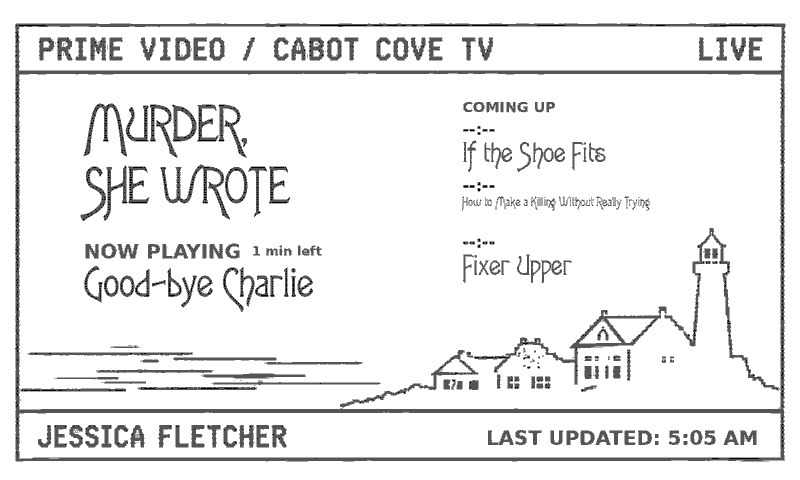 PRIME VIDEO / CABOT COVE TV
LIVE
MURDER,
SHE WROTE
NOW PLAYING 1 min left
Good-bye Charlie
COMING UP
--:--
If the Shoe Fits
--:--
How to Make a Killing Without Really Trying
--:--
Fixer Upper
JESSICA FLETCHER
LAST UPDATED: 5:05 AM